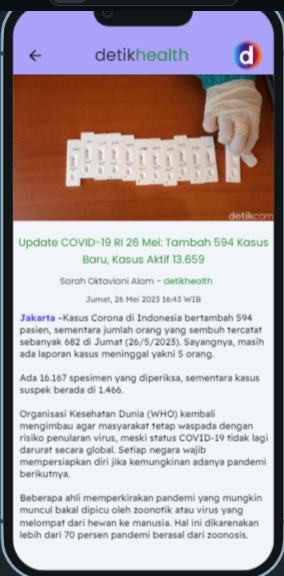 detikhealth
detikcom
Update COVID-19 RI 26 Mei: Tambah 594 Kasus
Baru, Kasus Aktif 13.659
Sarah Oktaviani Alam - detikhealth
Jumat, 26 Mei 2023 16:43 WIB
Jakarta -Kasus Corona di Indonesia bertambah 594
pasien, sementara jumlah orang yang sembuh tercatat
sebanyak 682 di Jumat (26/5/2023). Sayangnya, masih
ada laporan kasus meninggal yakni 5 orang.
Ada 16.167 spesimen yang diperiksa, sementara kasus
suspek berada di 1.466.
Organisasi Kesehatan Dunia (WHO) kembali
mengimbau agar masyarakat tetap waspada dengan
risiko penularan virus, meski status COVID-19 tidak lagi
darurat secara global. Setiap negara wajib
mempersiapkan diri jika kemungkinan adanya pandemi
berikutnya.
Beberapa ahli memperkirakan pandemi yang mungkin
muncul bakal dipicu oleh zoonotik atau virus yang
melompat dari hewan ke manusia. Hal ini dikarenakan
lebih dari 70 persen pandemi berasal dari zoonosis.